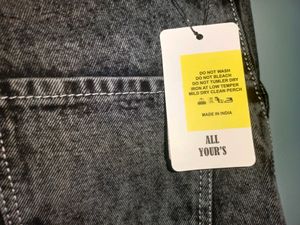 DO NOT WASH
DO NOT BLEACH
DO NOT TUMLER DRY
IRON AT LOW TEMPER
MILD DRY CLEAN PERCH
MADE IN INDIA
ALL
YOUR'S